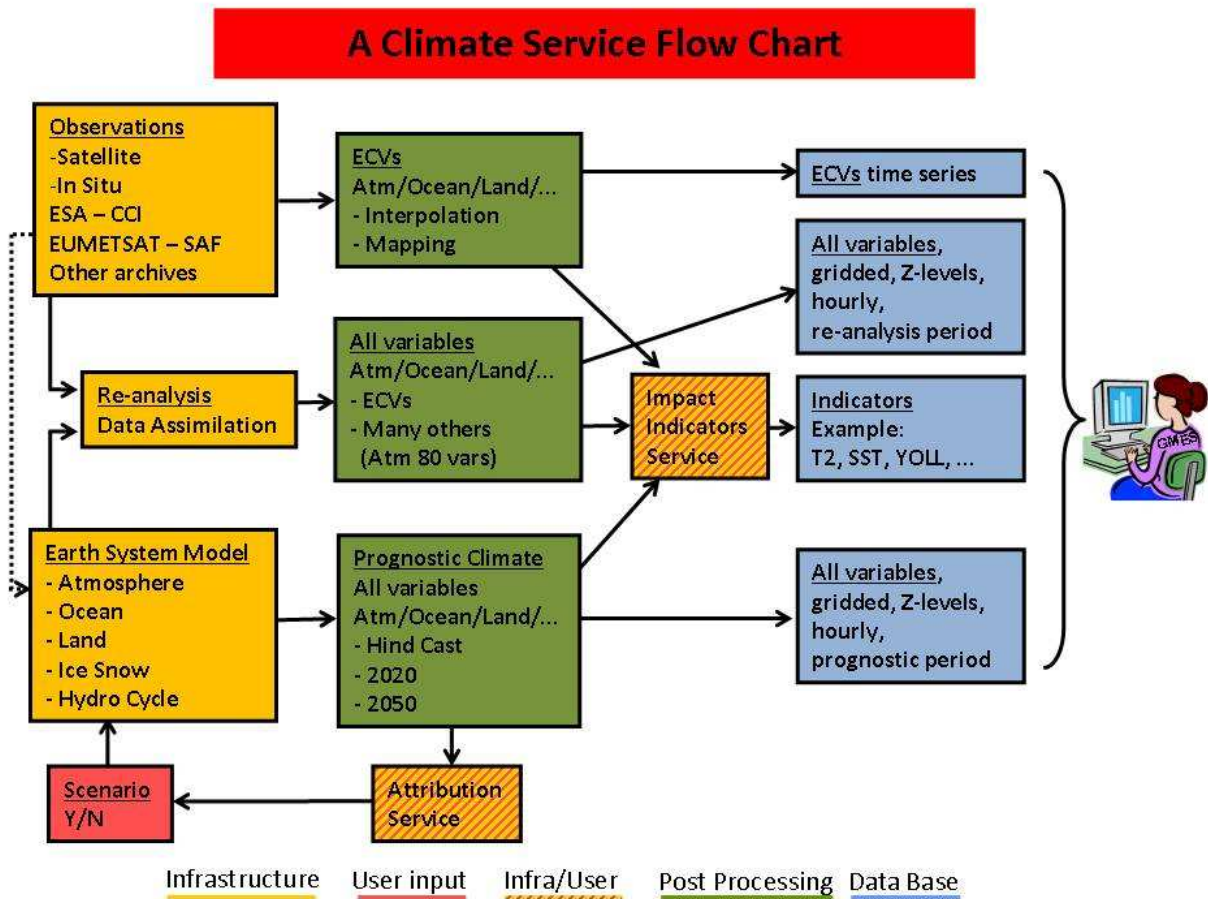 A Climate Service Flow Chart
Observations
-Satellite
-In Situ
ESA – CCI
EUMETSAT – SAF
Other archives
ECVs
Atm/Ocean/Land/...
- Interpolation
- Mapping
ECVs time series
All variables,
gridded, Z-levels,
hourly,
re-analysis period
Re-analysis
Data Assimilation
All variables
Atm/Ocean/Land/...
- ECVs
- Many others
(Atm 80 vars)
Impact
Indicators
Service
Indicators
Example:
T2, SST, YOLL, ...
GMES
Earth System Model
- Atmosphere
- Ocean
- Land
- Ice Snow
- Hydro Cycle
Prognostic Climate
All variables
Atm/Ocean/Land/...
- Hind Cast
- 2020
- 2050
All variables,
gridded, Z-levels,
hourly,
prognostic period
Scenario
Y/N
Attribution
Service
Infrastructure User input Infra/User Post Processing Data Base